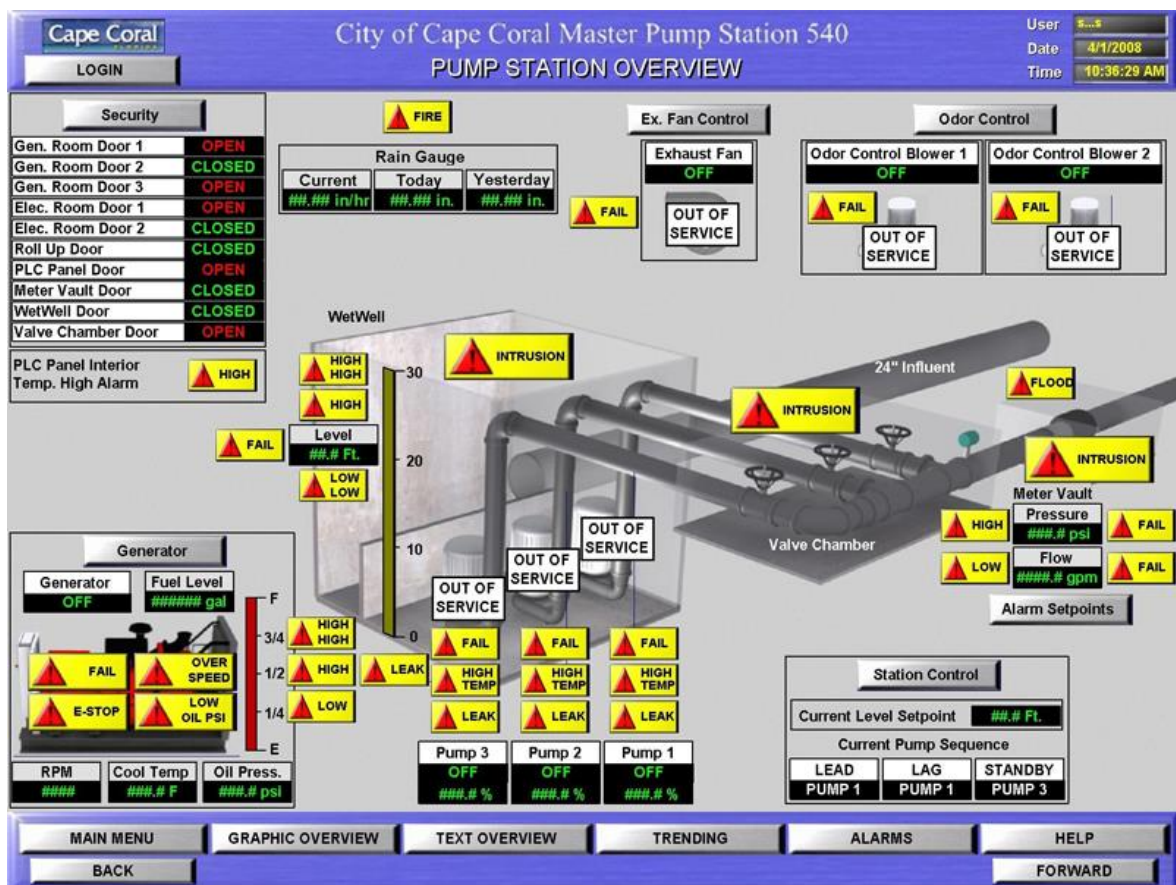 Cape Coral
FLORIDA
LOGIN
City of Cape Coral Master Pump Station 540
PUMP STATION OVERVIEW
User s...s
Date 4/1/2008
Time 10:36:29 AM
Security
Gen. Room Door 1 OPEN
Gen. Room Door 2 CLOSED
Gen. Room Door 3 OPEN
Elec. Room Door 1 OPEN
Elec. Room Door 2 CLOSED
Roll Up Door CLOSED
PLC Panel Door OPEN
Meter Vault Door CLOSED
WetWell Door CLOSED
Valve Chamber Door OPEN
PLC Panel Interior
Temp. High Alarm
HIGH
FIRE
Rain Gauge
Current Today Yesterday
##.## in/hr ##.## in. ##.## in.
Ex. Fan Control
Exhaust Fan
OFF
FAIL
OUT OF
SERVICE
Odor Control
Odor Control Blower 1
OFF
FAIL
OUT OF
SERVICE
Odor Control Blower 2
OFF
FAIL
OUT OF
SERVICE
WetWell
HIGH
HIGH
HIGH
FAIL
Level
##.# Ft.
LOW
LOW
30
20
10
0
INTRUSION
24" Influent
INTRUSION
FLOOD
INTRUSION
Meter Vault
HIGH
Pressure
###.# psi
FAIL
LOW
Flow
####.# gpm
FAIL
Alarm Setpoints
Valve Chamber
OUT OF
SERVICE
OUT OF
SERVICE
OUT OF
SERVICE
Generator
Generator
OFF
Fuel Level
###### gal
F
3/4
1/2
1/4
E
FAIL
OVER
SPEED
E-STOP
LOW
OIL PSI
HIGH
HIGH
HIGH
LOW
LEAK
RPM Cool Temp Oil Press.
#### ###.# F ###.# psi
FAIL FAIL FAIL
HIGH
TEMP
HIGH
TEMP
HIGH
TEMP
LEAK LEAK LEAK
Pump 3 Pump 2 Pump 1
OFF OFF OFF
###.# % ###.# % ###.# %
Station Control
Current Level Setpoint ##.# Ft.
Current Pump Sequence
LEAD LAG STANDBY
PUMP 1 PUMP 1 PUMP 3
MAIN MENU GRAPHIC OVERVIEW TEXT OVERVIEW TRENDING ALARMS HELP
BACK FORWARD